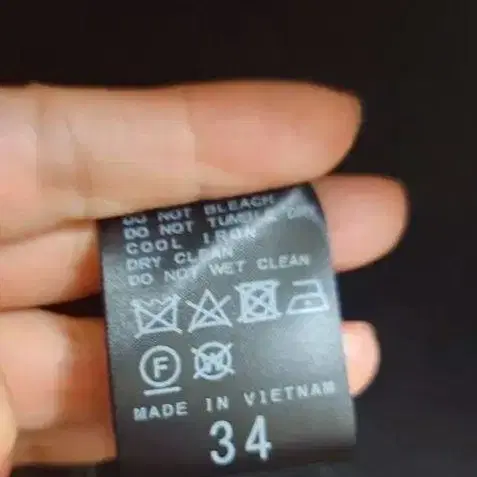 DO NOT BLEACH
DO NOT TUMBLE DRY
COOL IRON
DRY CLEAN
DO NOT WET CLEAN
F W
MADE IN VIETNAM
34